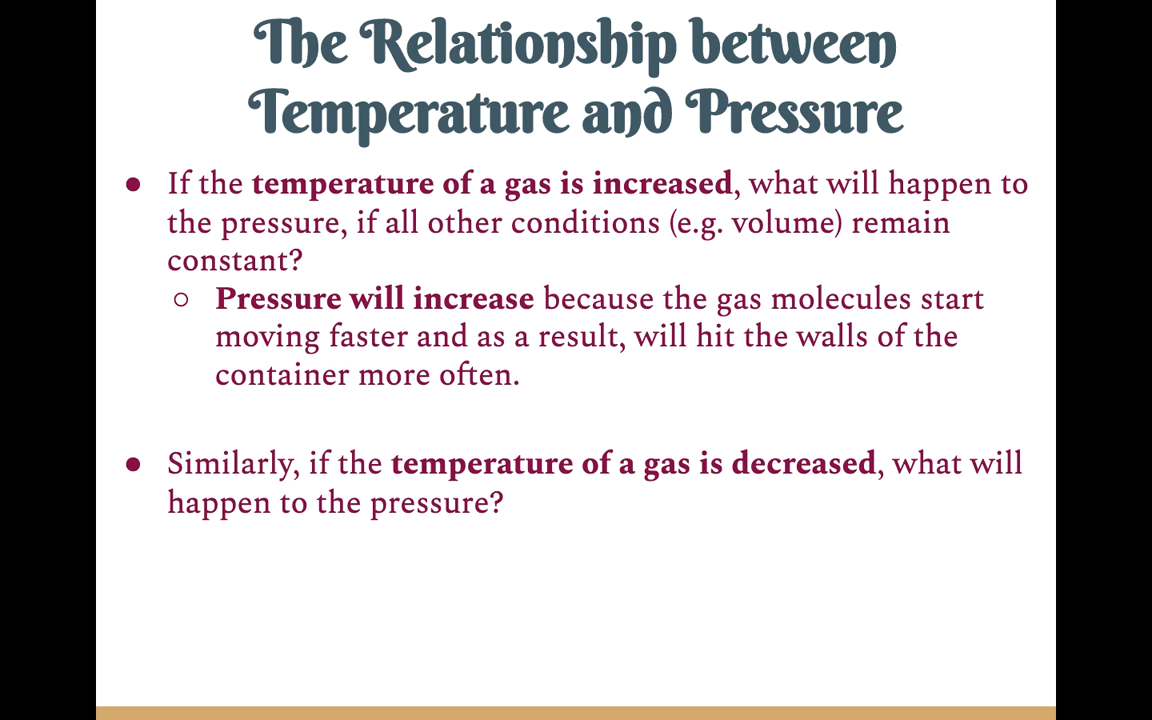 The Relationship between
Temperature and Pressure
● If the temperature of a gas is increased, what will happen to
the pressure, if all other conditions (e.g. volume) remain
constant?
○ Pressure will increase because the gas molecules start
moving faster and as a result, will hit the walls of the
container more often.
● Similarly, if the temperature of a gas is decreased, what will
happen to the pressure?